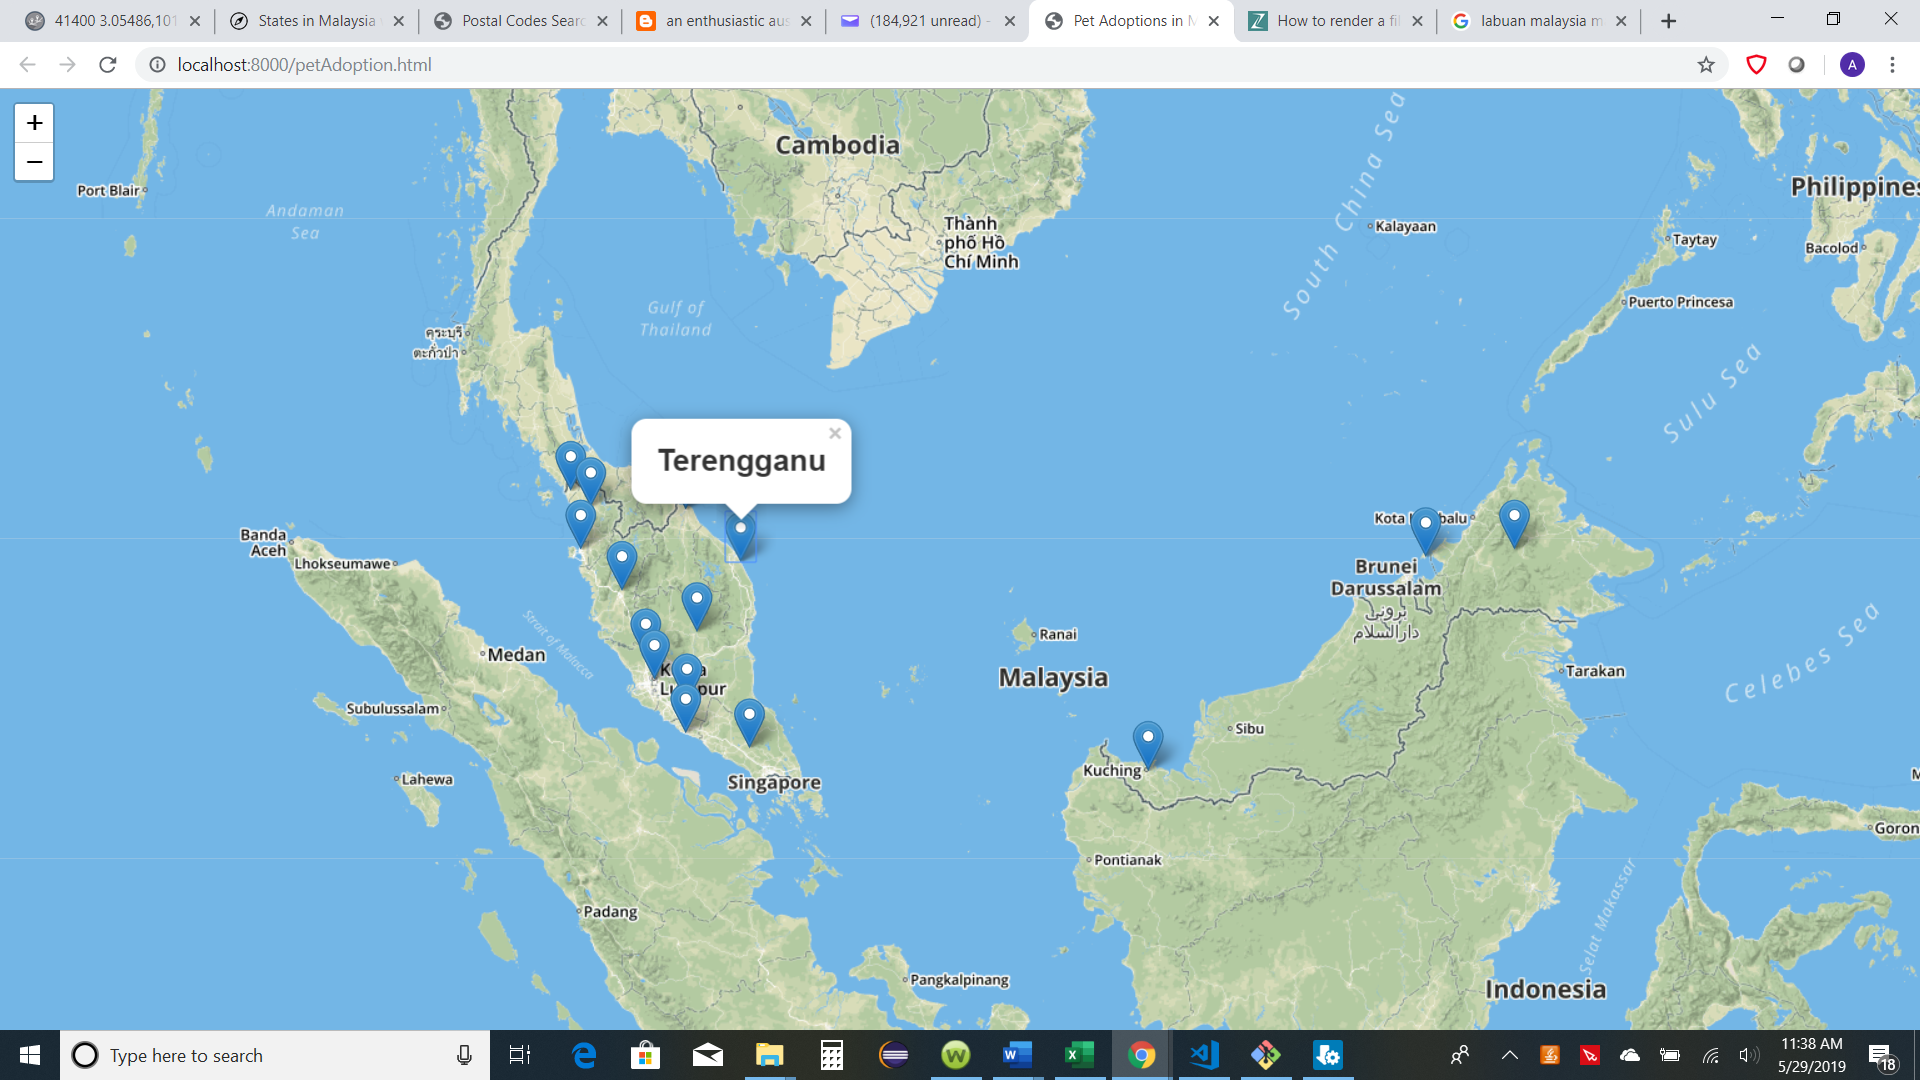 41400 3.05486,101
States in Malaysia
Postal Codes Searc
an enthusiastic aus
(184,921 unread) -
Pet Adoptions in M
How to render a fil
labuan malaysia m
localhost:8000/petAdoption.html
A
+
−
Cambodia
Port Blair
Andaman
Sea
Philippines
Thành
phố Hồ
Chí Minh
South China Sea
Kalayaan
Taytay
Bacolod
Gulf of
Thailand
Puerto Princesa
คุระบุรี
ตะกั่วป่า
Sulu Sea
Terengganu
×
Banda
Aceh
Lhokseumawe
Kota
balu
Brunei
Darussalam
بروني
دارالسلام
Strait of Malacca
Ranai
Medan
Malaysia
Tarakan
Celebes Sea
K
a
Lu
pur
Subulussalam
Sibu
Kuching
Lahewa
Singapore
M
Goron
Pontianak
Selat Makassar
Padang
Pangkalpinang
Indonesia
Type here to search
11:38 AM
5/29/2019
18